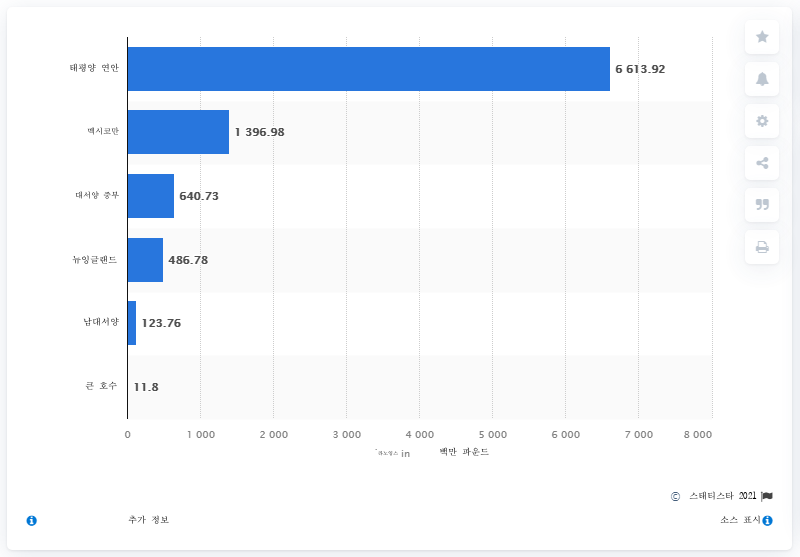 태평양 연안 6 613.92
멕시코만 1 396.98
대서양 중부 640.73
뉴잉글랜드 486.78
남대서양 123.76
큰 호수 11.8
0 1 000 2 000 3 000 4 000 5 000 6 000 7 000 8 000
in 백만 파운드
© 스태티스타 2021
추가 정보 소스 표시